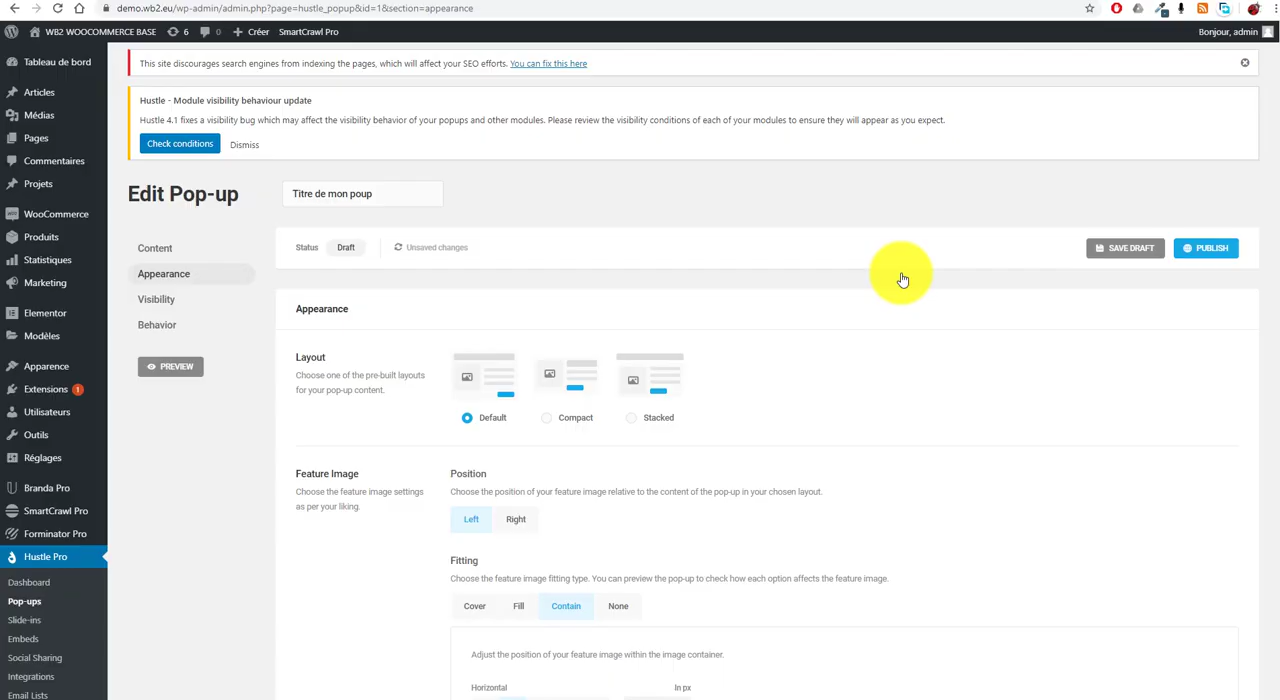 demo.wb2.eu/wp-admin/admin.php?page=hustle_popup&id=1&section=appearance
WB2 WOOCOMMERCE BASE
6
0
Créer
SmartCrawl Pro
Bonjour, admin
Tableau de bord
Articles
Médias
Pages
Commentaires
Projets
WooCommerce
Produits
Statistiques
Marketing
Elementor
Modèles
Apparence
Extensions 1
Utilisateurs
Outils
Réglages
Branda Pro
SmartCrawl Pro
Forminator Pro
Hustle Pro
Dashboard
Pop-ups
Slide-ins
Embeds
Social Sharing
Integrations
Email Lists
This site discourages search engines from indexing the pages, which will affect your SEO efforts. You can fix this here
Hustle - Module visibility behaviour update
Hustle 4.1 fixes a visibility bug which may affect the visibility behavior of your popups and other modules. Please review the visibility conditions of each of your modules to ensure they will appear as you expect.
Check conditions
Dismiss
Edit Pop-up
Titre de mon poup
Content
Appearance
Visibility
Behavior
PREVIEW
Status
Draft
Unsaved changes
SAVE DRAFT
PUBLISH
Appearance
Layout
Choose one of the pre-built layouts
for your pop-up content.
Default
Compact
Stacked
Feature Image
Choose the feature image settings
as per your liking.
Position
Choose the position of your feature image relative to the content of the pop-up in your chosen layout.
Left
Right
Fitting
Choose the feature image fitting type. You can preview the pop-up to check how each option affects the feature image.
Cover
Fill
Contain
None
Adjust the position of your feature image within the image container.
Horizontal
In px